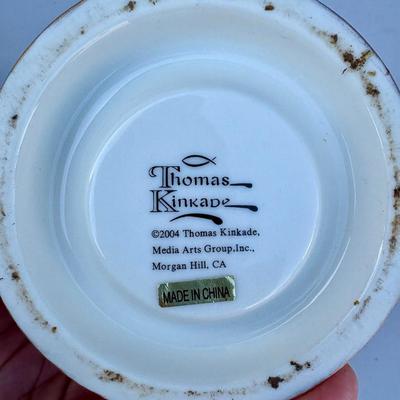 Thomas
Kinkade
©2004 Thomas Kinkade,
Media Arts Group,Inc.,
Morgan Hill, CA
MADE IN CHINA